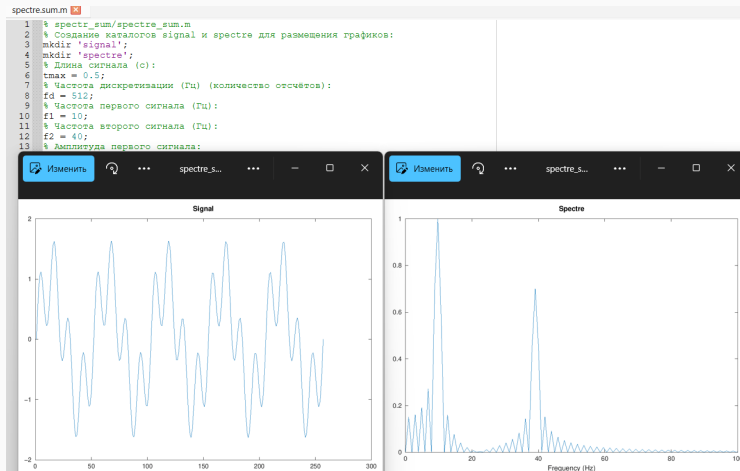 spectre.sum.m
1 % spectr_sum/spectre_sum.m
2 % Создание каталогов signal и spectre для размещения графиков:
3 mkdir 'signal';
4 mkdir 'spectre';
5 % Длина сигнала (с):
6 tmax = 0.5;
7 % Частота дискретизации (Гц) (количество отсчётов):
8 fd = 512;
9 % Частота первого сигнала (Гц):
10 f1 = 10;
11 % Частота второго сигнала (Гц):
12 f2 = 40;
13 % Амплитуда первого сигнала:
Изменить ••• spectre_s... •••
Signal
2
1
0
−1
−2
0 50 100 150 200 250 300
Изменить ••• spectre_s... •••
Spectre
1
0.8
0.6
0.4
0.2
0
0 20 40 60 80 100
Frequency (Hz)